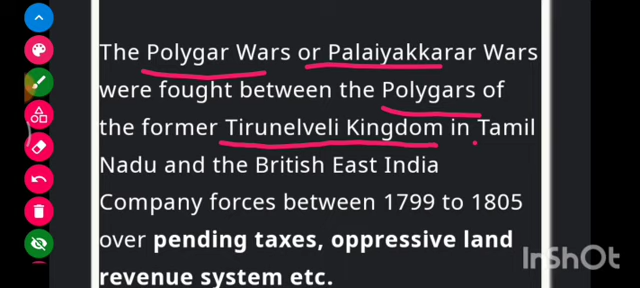 The Polygar Wars or Palaiyakkarar Wars
were fought between the Polygars of
the former Tirunelveli Kingdom in Tamil
Nadu and the British East India
Company forces between 1799 to 1805
over pending taxes, oppressive land
revenue system etc.
InShOt